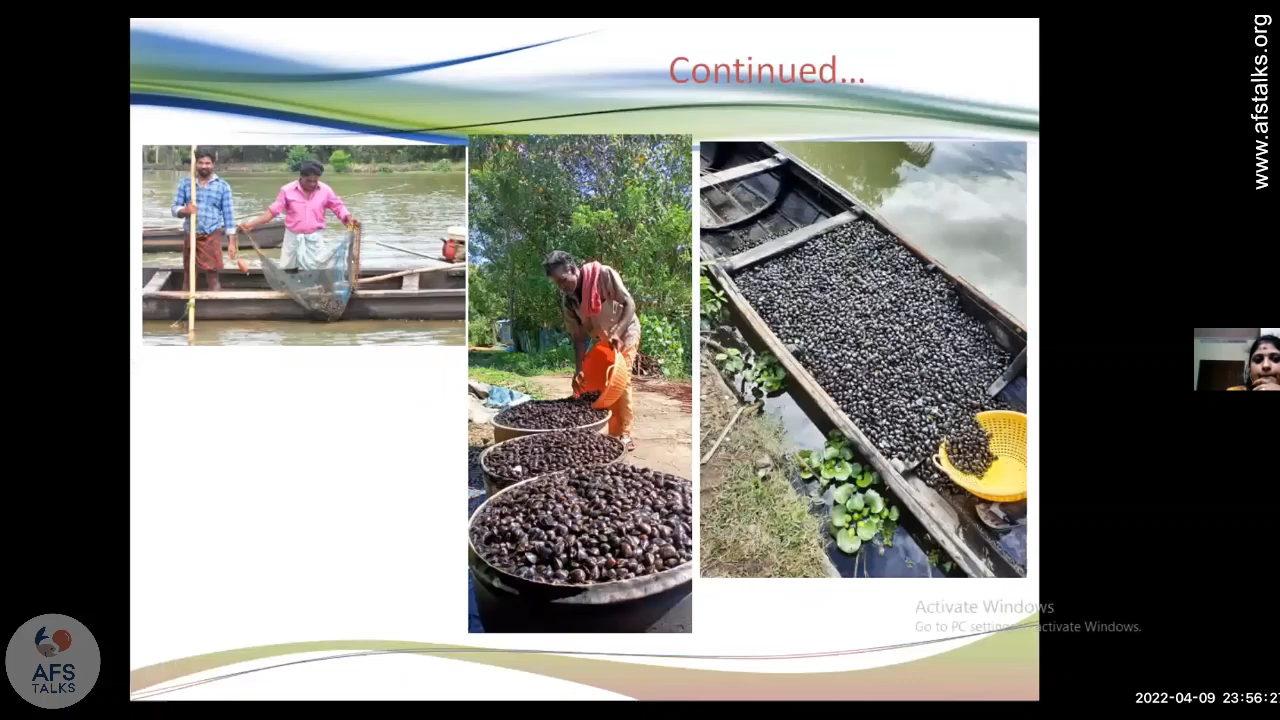 Continued...
www.afstalks.org
Activate Windows
Go to PC settings to activate Windows.
AFS
TALKS
2022-04-09 23:56:2